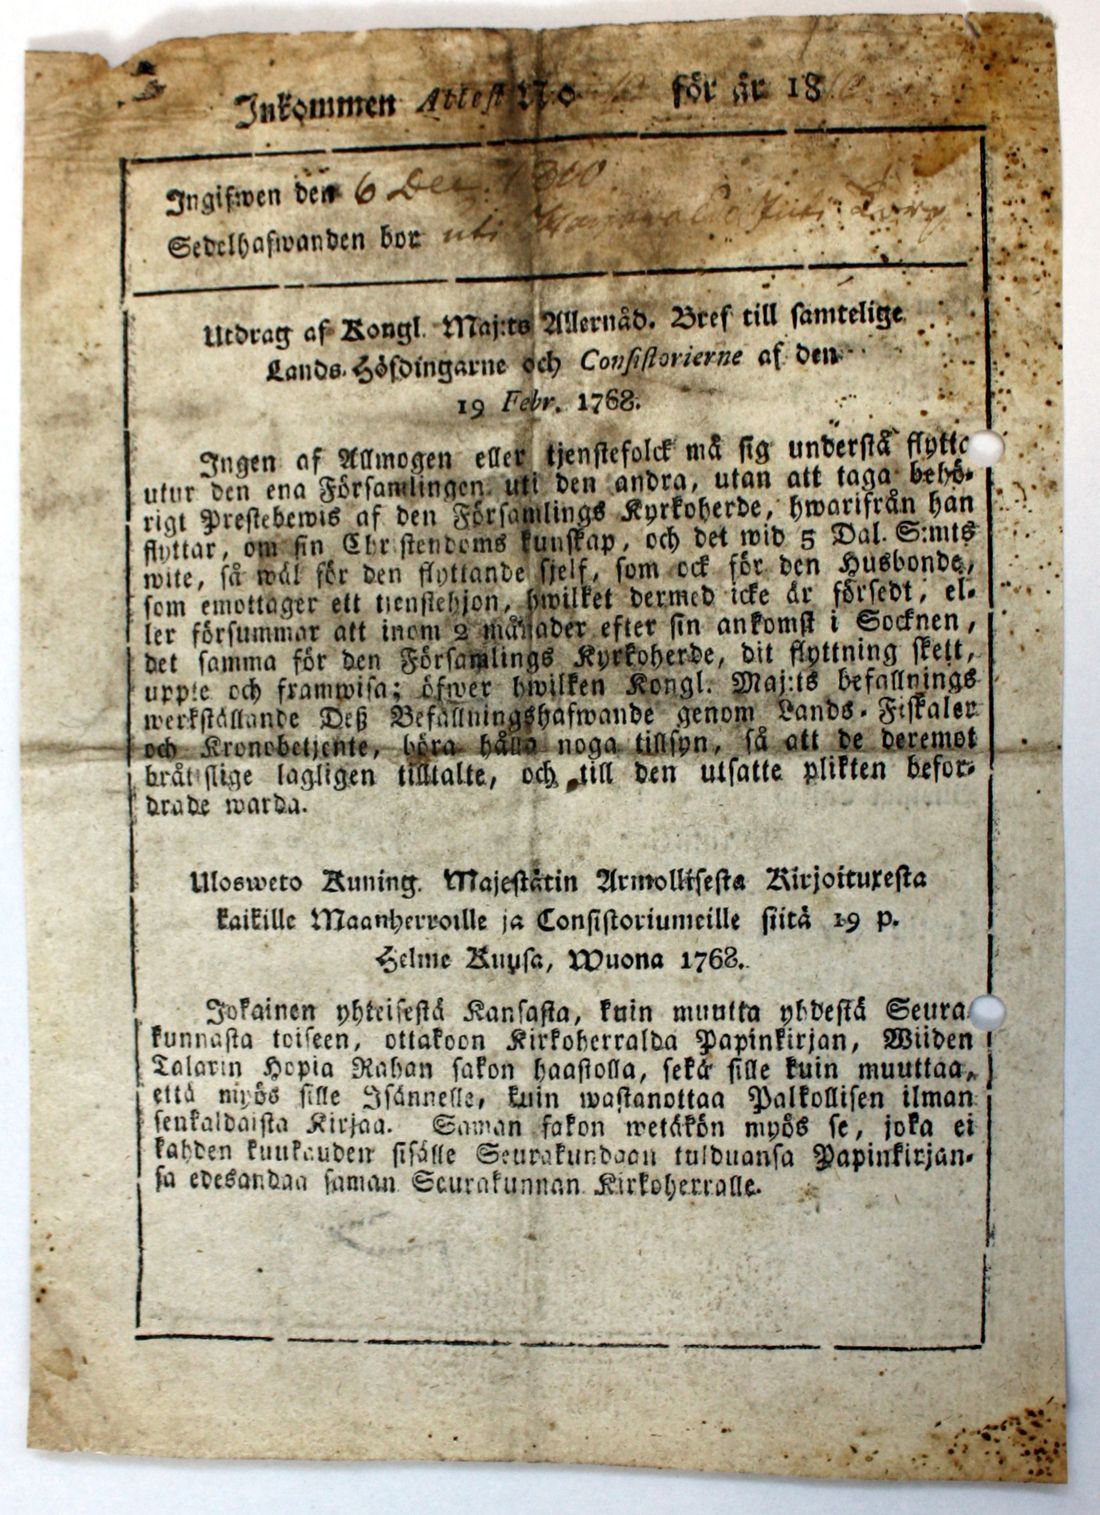 Inkommen Attest No för år 18
Ingifwen den 6 Dec. 1810
Sedelhafwanden bor uti
Utdrag af Kongl. Maj:ts Allernåd. Bref till samtelige
Lands-Höfdingarne och Consistorierne af den
19 Febr. 1768.
Ingen af Allmogen eller tjenstefolck må sig understå flytta
utur den ena Församlingen uti den andra, utan att taga behö-
rigt Prestebewis af den Församlings Kyrkoherde, hwarifrån han
flyttar, om sin Christendoms kunskap, och det wid 5 Dal. S:mts
wite, så wäl för den flyttande sjelf, som ock för den Husbonde,
som emottager ett tienstehjon, hwilket dermed icke är försedt, el-
ler försummar att inom 2 månader efter sin ankomst i Socknen,
det samma för den Församlings Kyrkoherde, dit flyttning skett,
uppte och framwisa; öfwer hwilken Kongl. Maj:ts befallnings
werkställande Deß Befallningshafwande genom Lands-Fiskaler
och Kronobetjente, böra hålla noga tillsyn, så att de deremot
bråtslige lagligen tilltalte, och till den utsatte plikten befor-
drade warda.
Ulosweto Kuning. Majestätin Armollisesta Kirjoituxesta
kaikille Maanherroille ja Consistoriumeille siitä 19 p.
Helme Kuusa, Wuona 1768.
Jokainen yhteisestä Kansasta, kuin muutta yhdestä Seura-
kunnasta toiseen, ottakoon Kirkoherralda Papinkirjan, Wiiden
Talarin Hopia Rahan sakon haastolla, sekä sille kuin muuttaa,
että myös sille Isännelle, kuin wastanottaa Palkollisen ilman
senkaldaista Kirjaa. Saman sakon wetäkön myös se, joka ei
kahden kuukauden sisälle Seurakundaan tulduansa Papinkirjan-
sa edesandaa saman Seurakunnan Kirkoherralle.